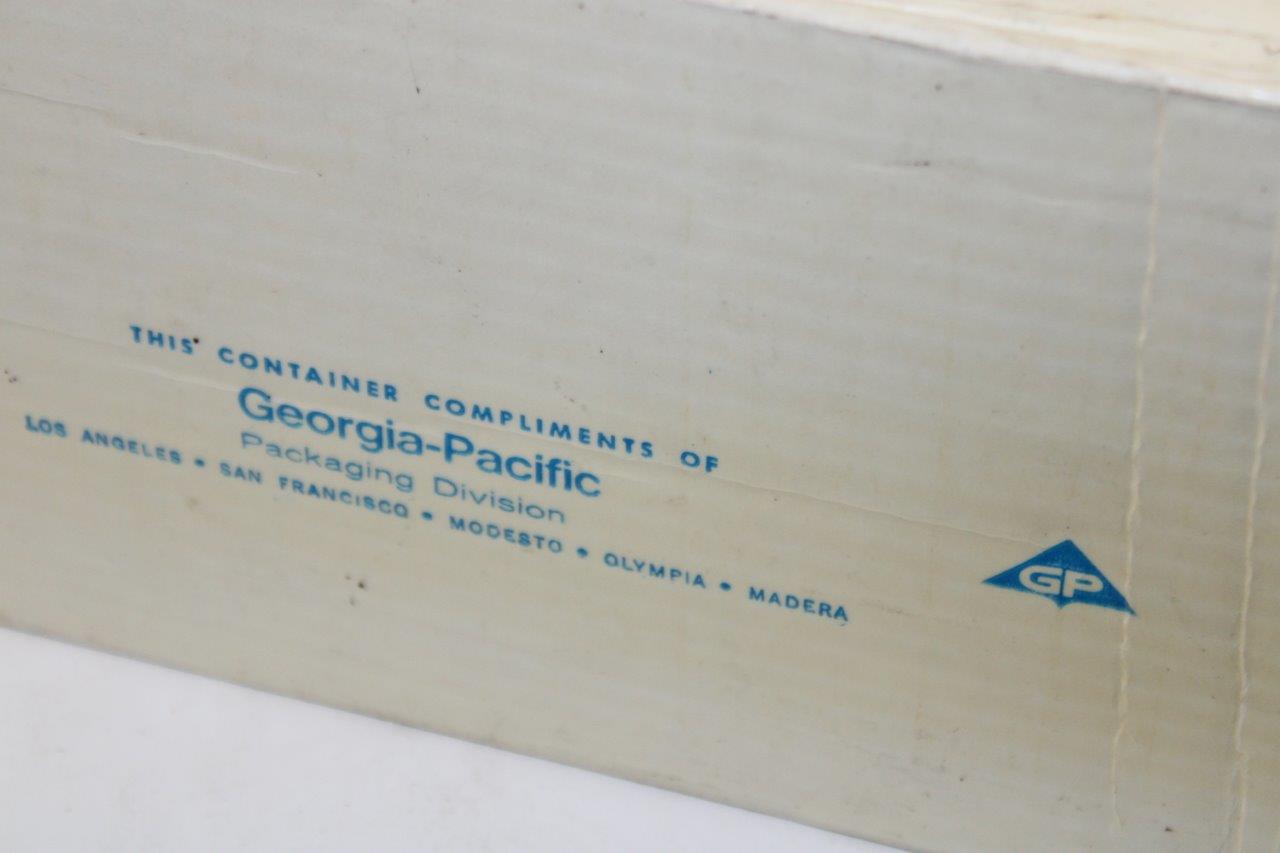 THIS CONTAINER COMPLIMENTS OF
Georgia-Pacific
Packaging Division
LOS ANGELES • SAN FRANCISCO • MODESTO • OLYMPIA • MADERA
GP